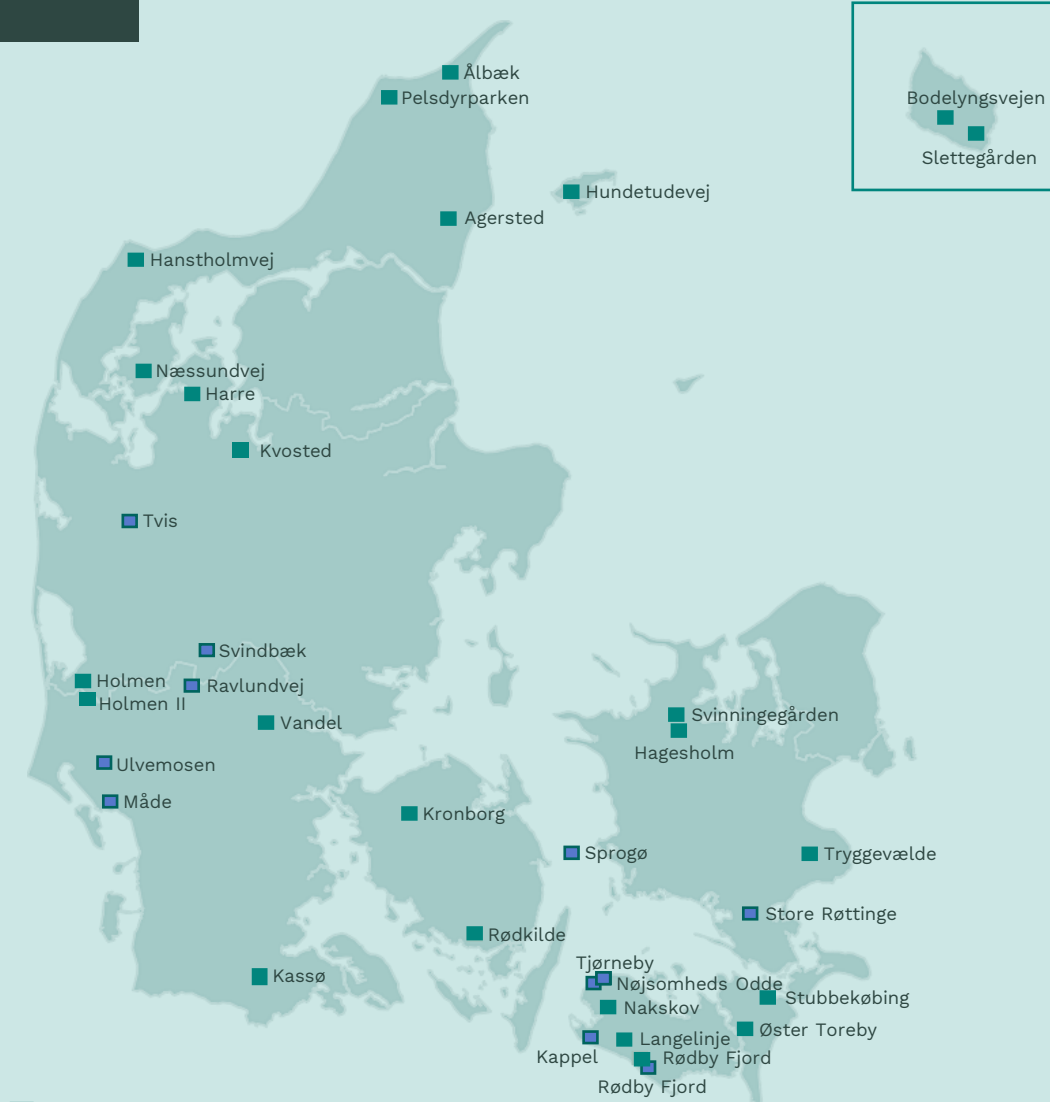 Ålbæk
Pelsdyrparken
Bodelyngsvejen
Slettegården
Hundetudevej
Agersted
Hanstholmvej
Næssundvej
Harre
Kvosted
Tvis
Svindbæk
Holmen
Ravlundvej
Holmen II
Vandel
Svinningegården
Hagesholm
Ulvemosen
Måde
Kronborg
Sprogø
Tryggevælde
Store Røttinge
Rødkilde
Tjørneby
Kassø
Nøjsomheds Odde
Stubbekøbing
Nakskov
Øster Toreby
Langelinje
Kappel
Rødby Fjord
Rødby Fjord